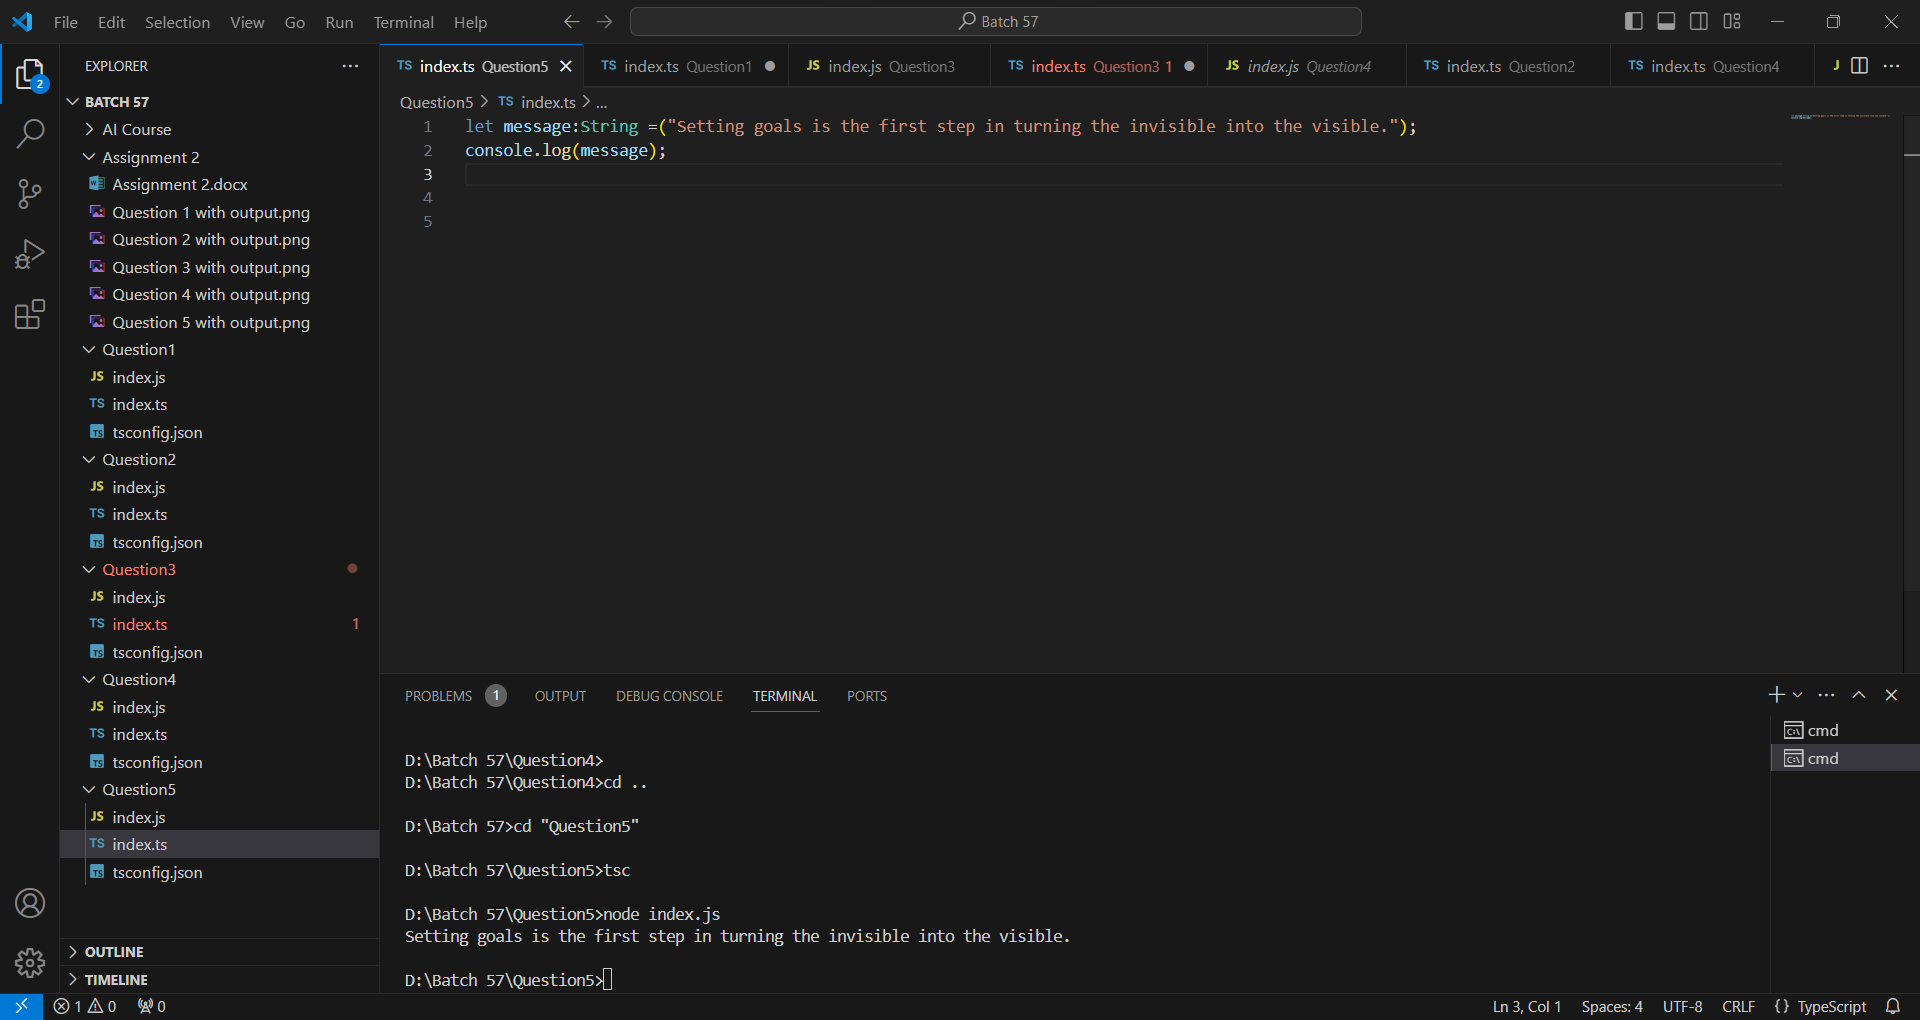 File Edit Selection View Go Run Terminal Help
Batch 57
2
EXPLORER
BATCH 57
AI Course
Assignment 2
Assignment 2.docx
Question 1 with output.png
Question 2 with output.png
Question 3 with output.png
Question 4 with output.png
Question 5 with output.png
Question1
JS index.js
TS index.ts
tsconfig.json
Question2
JS index.js
TS index.ts
tsconfig.json
Question3
JS index.js
TS index.ts 1
tsconfig.json
Question4
JS index.js
TS index.ts
tsconfig.json
Question5
JS index.js
TS index.ts
tsconfig.json
OUTLINE
TIMELINE
TS index.ts Question5 TS index.ts Question1 JS index.js Question3 TS index.ts Question3 1 JS index.js Question4 TS index.ts Question2 TS index.ts Question4 J
Question5 > TS index.ts > ...
1 let message:String =("Setting goals is the first step in turning the invisible into the visible.");
2 console.log(message);
3
4
5
PROBLEMS 1 OUTPUT DEBUG CONSOLE TERMINAL PORTS
D:\Batch 57\Question4>
D:\Batch 57\Question4>cd ..
D:\Batch 57>cd "Question5"
D:\Batch 57\Question5>tsc
D:\Batch 57\Question5>node index.js
Setting goals is the first step in turning the invisible into the visible.
D:\Batch 57\Question5>
cmd
cmd
1 0 0
Ln 3, Col 1 Spaces: 4 UTF-8 CRLF {} TypeScript